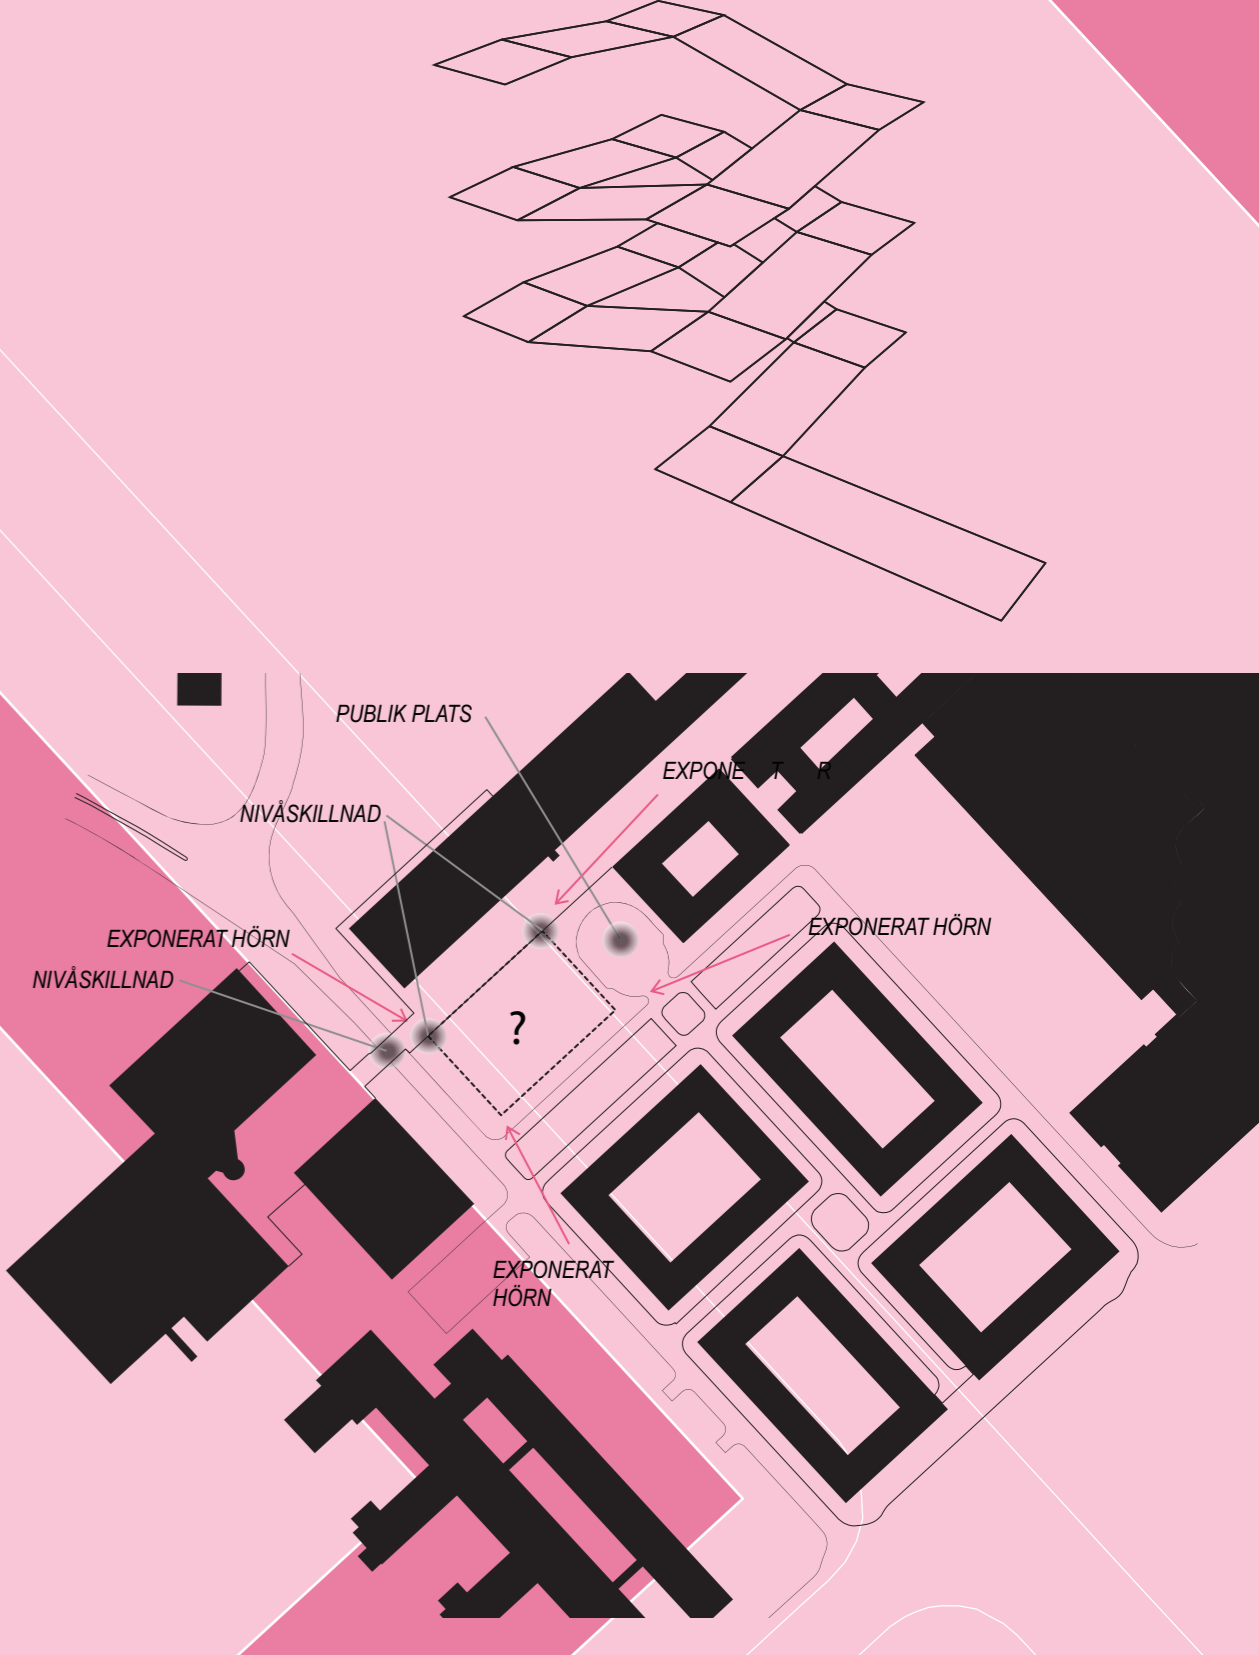 PUBLIK PLATS
EXPONE T R
NIVÅSKILLNAD
EXPONERAT HÖRN
EXPONERAT HÖRN
NIVÅSKILLNAD
?
EXPONERAT
HÖRN